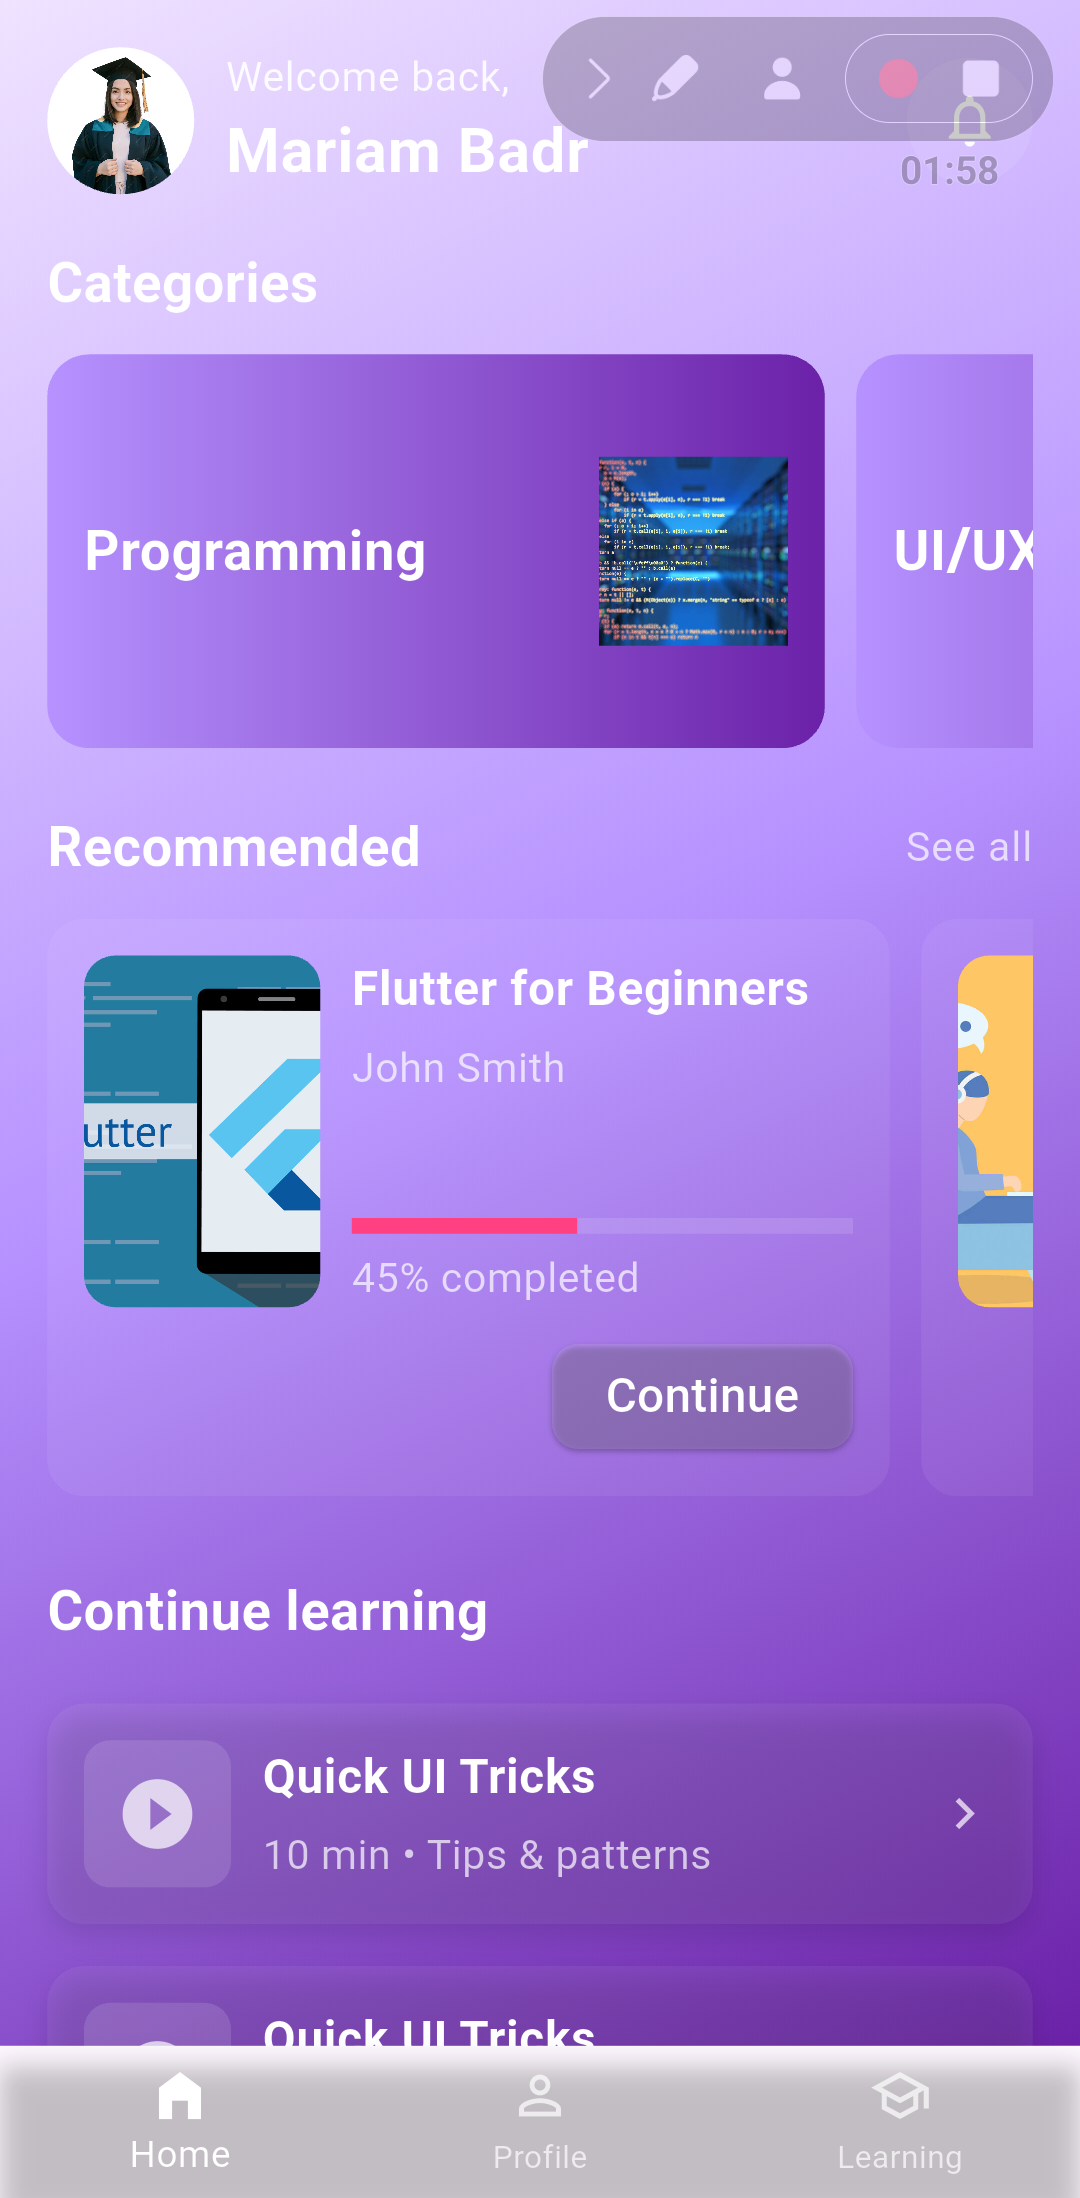 Welcome back,
Mariam Badr
01:58
Categories
Programming
UI/UX
Recommended
See all
utter
Flutter for Beginners
John Smith
45% completed
Continue
Continue learning
Quick UI Tricks
10 min • Tips & patterns
Quick UI Tricks
Home
Profile
Learning